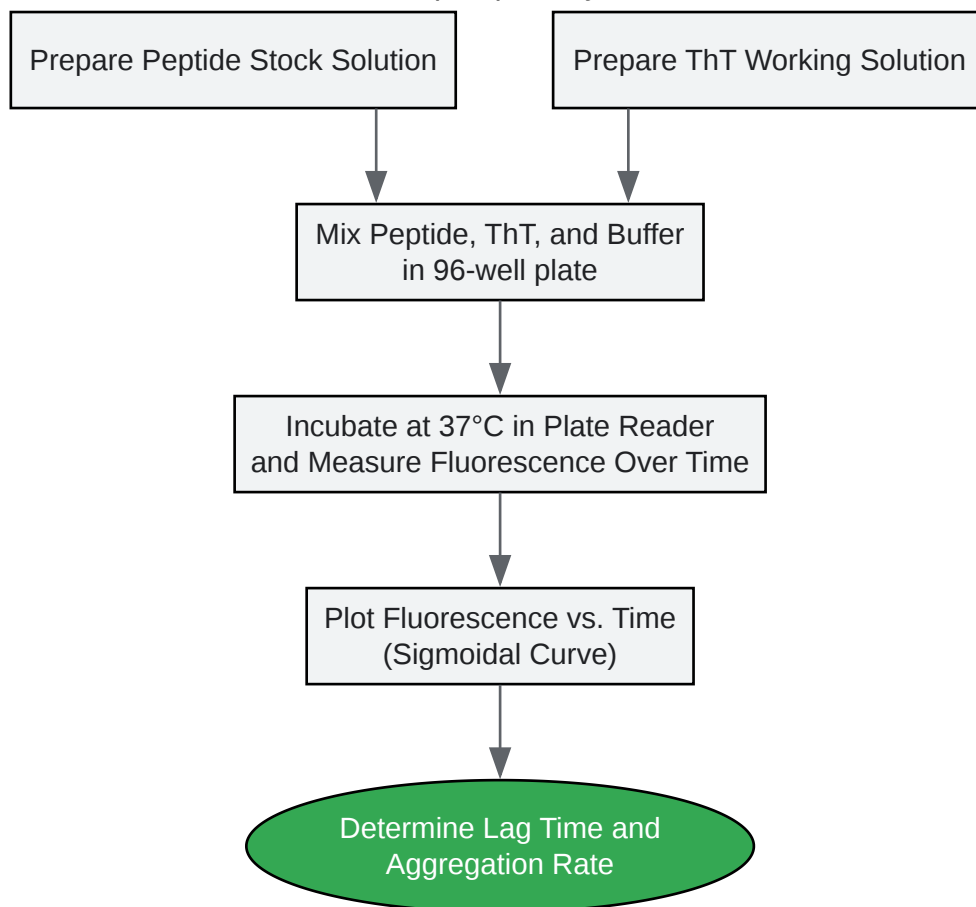 Prepare Peptide Stock Solution
Prepare ThT Working Solution
Mix Peptide, ThT, and Buffer
in 96-well plate
Incubate at 37°C in Plate Reader
and Measure Fluorescence Over Time
Plot Fluorescence vs. Time
(Sigmoidal Curve)
Determine Lag Time and
Aggregation Rate